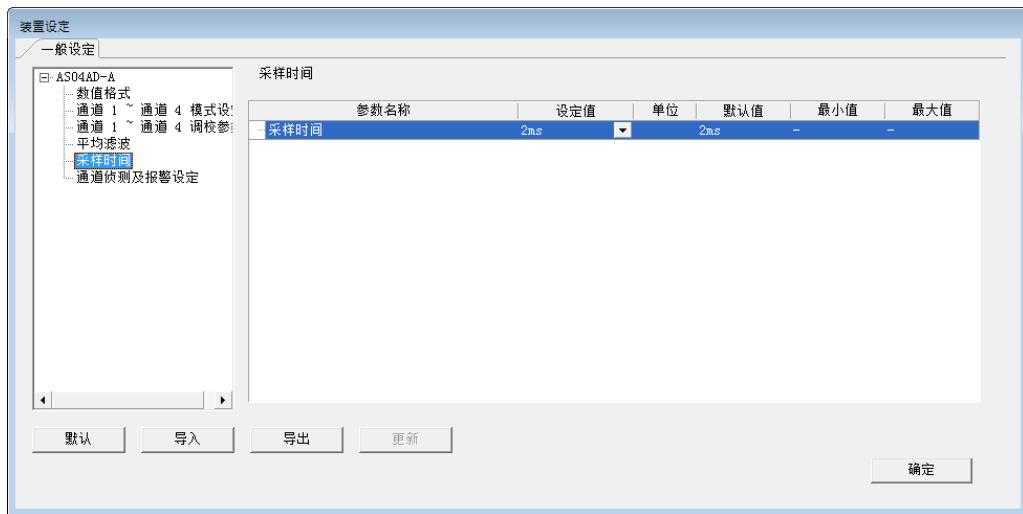 装置设定
一般设定
AS04AD-A
数值格式
通道 1 ~ 通道 4 模式设
通道 1 ~ 通道 4 调校参
平均滤波
采样时间
通道侦测及报警设定
采样时间
参数名称 设定值 单位 默认值 最小值 最大值
采样时间 2ms 2ms - -
默认 导入 导出 更新
确定